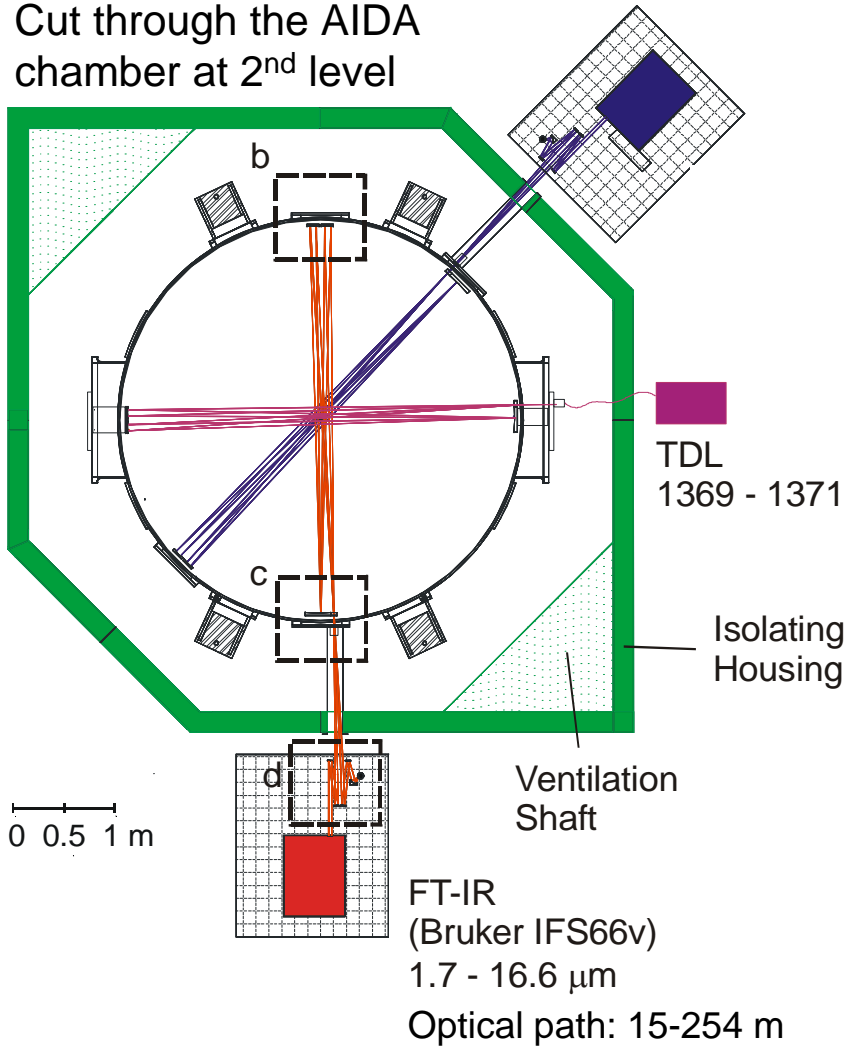 Cut through the AIDA
chamber at 2nd level
b
TDL
1369 - 1371
c
Isolating
Housing
d
Ventilation
Shaft
0 0.5 1 m
FT-IR
(Bruker IFS66v)
1.7 - 16.6 μm
Optical path: 15-254 m